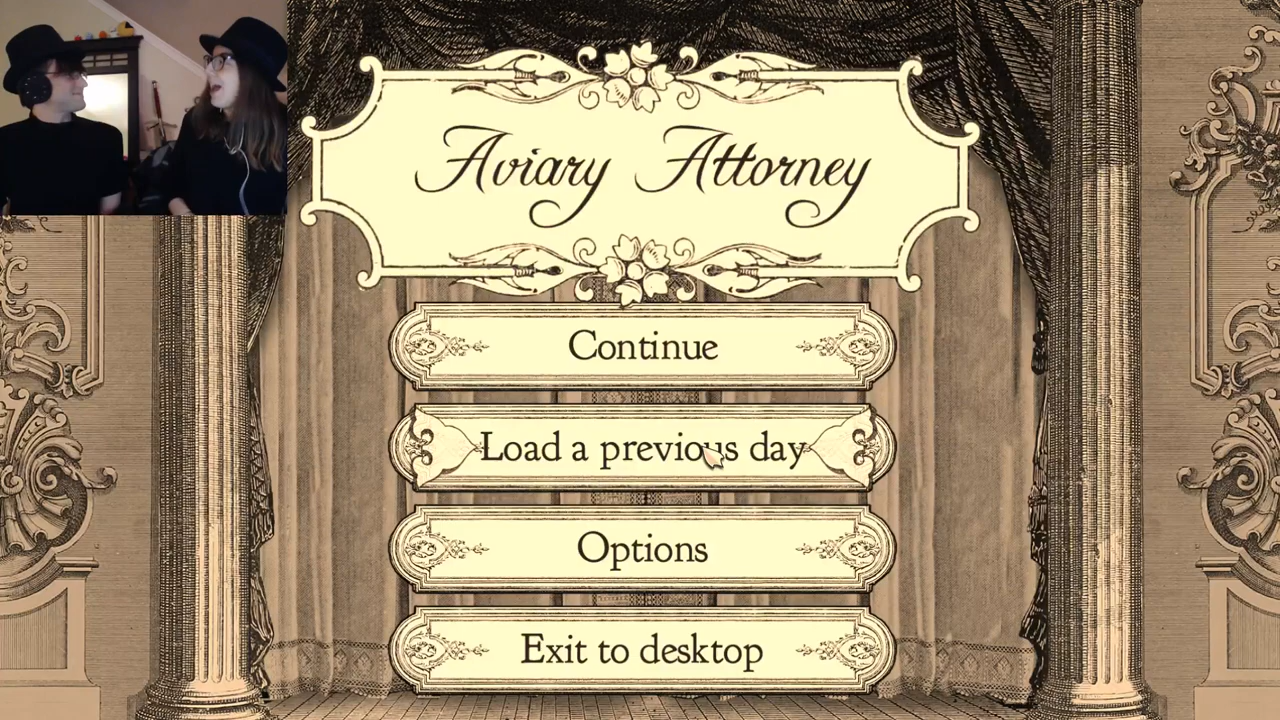 Aviary Attorney
Continue
Load a previous day
Options
Exit to desktop